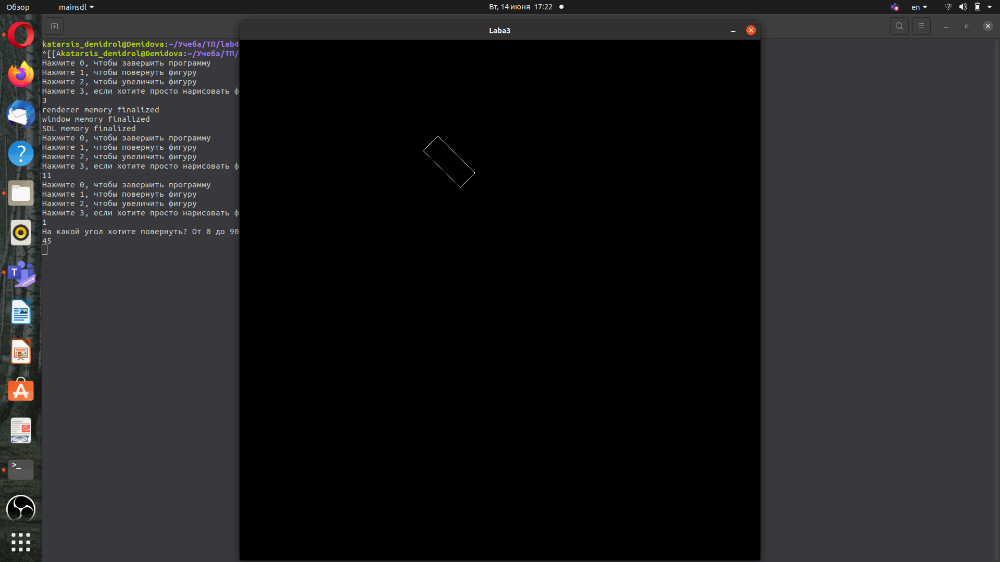 Обзор
mainsdl
Вт, 14 июня 17:22
en
Laba3
katarsis_demidrol@Demidova:~/Учеба/ТП/lab4
^[[Akatarsis_demidrol@Demidova:~/Учеба/ТП/
Нажмите 0, чтобы завершить программу
Нажмите 1, чтобы повернуть фигуру
Нажмите 2, чтобы увеличить фигуру
Нажмите 3, если хотите просто нарисовать ф
3
renderer memory finalized
window memory finalized
SDL memory finalized
Нажмите 0, чтобы завершить программу
Нажмите 1, чтобы повернуть фигуру
Нажмите 2, чтобы увеличить фигуру
Нажмите 3, если хотите просто нарисовать ф
11
Нажмите 0, чтобы завершить программу
Нажмите 1, чтобы повернуть фигуру
Нажмите 2, чтобы увеличить фигуру
Нажмите 3, если хотите просто нарисовать ф
1
На какой угол хотите повернуть? От 0 до 90
45
T
PREVIEW